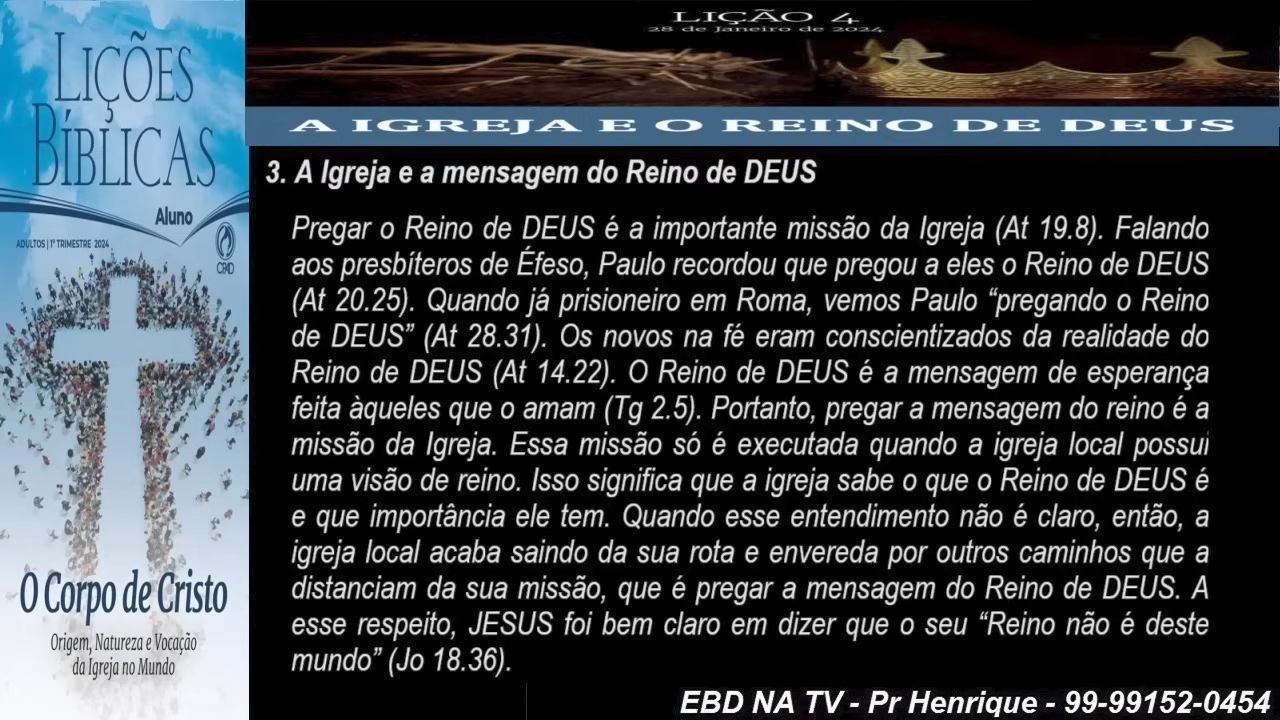 LIÇÕES
BÍBLICAS
Aluno
ADULTOS | 1º TRIMESTRE 2024
CPAD
O Corpo de Cristo
Origem, Natureza e Vocação
da Igreja no Mundo
LIÇÃO 4
28 de Janeiro de 2024
A IGREJA E O REINO DE DEUS
3. A Igreja e a mensagem do Reino de DEUS
Pregar o Reino de DEUS é a importante missão da Igreja (At 19.8). Falando
aos presbíteros de Éfeso, Paulo recordou que pregou a eles o Reino de DEUS
(At 20.25). Quando já prisioneiro em Roma, vemos Paulo “pregando o Reino
de DEUS” (At 28.31). Os novos na fé eram conscientizados da realidade do
Reino de DEUS (At 14.22). O Reino de DEUS é a mensagem de esperança
feita àqueles que o amam (Tg 2.5). Portanto, pregar a mensagem do reino é a
missão da Igreja. Essa missão só é executada quando a igreja local possui
uma visão de reino. Isso significa que a igreja sabe o que o Reino de DEUS é
e que importância ele tem. Quando esse entendimento não é claro, então, a
igreja local acaba saindo da sua rota e envereda por outros caminhos que a
distanciam da sua missão, que é pregar a mensagem do Reino de DEUS. A
esse respeito, JESUS foi bem claro em dizer que o seu “Reino não é deste
mundo” (Jo 18.36).
EBD NA TV - Pr Henrique - 99-99152-0454